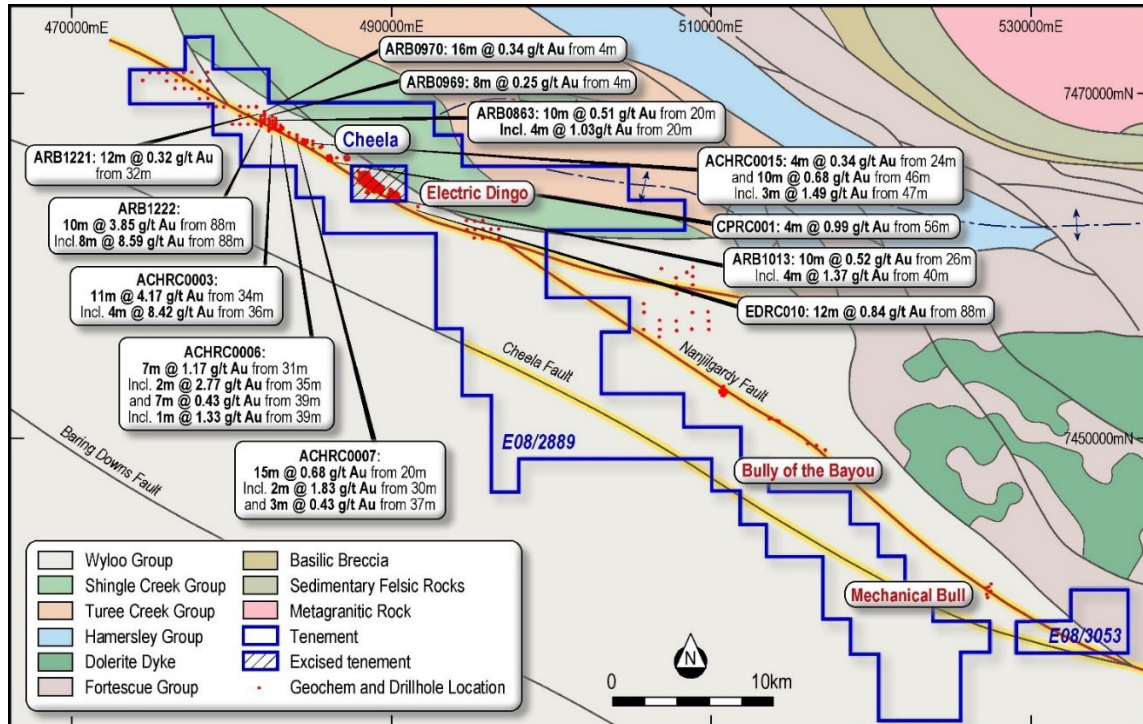 470000mE
490000mE
510000mE
530000mE
ARB0970: 16m @ 0.34 g/t Au from 4m
ARB0969: 8m @ 0.25 g/t Au from 4m
7470000mN
ARB0863: 10m @ 0.51 g/t Au from 20m
Incl. 4m @ 1.03g/t Au from 20m
Cheela
ARB1221: 12m @ 0.32 g/t Au
from 32m
ACHRC0015: 4m @ 0.34 g/t Au from 24m
and 10m @ 0.68 g/t Au from 46m
Incl. 3m @ 1.49 g/t Au from 47m
Electric Dingo
ARB1222:
10m @ 3.85 g/t Au from 88m
Incl. 8m @ 8.59 g/t Au from 88m
CPRC001: 4m @ 0.99 g/t Au from 56m
ARB1013: 10m @ 0.52 g/t Au from 26m
Incl. 4m @ 1.37g/t Au from 40m
ACHRC0003:
11m @ 4.17 g/t Au from 34m
Incl. 4m @ 8.42 g/t Au from 36m
EDRC010: 12m @ 0.84 g/t Au from 88m
ACHRC0006:
7m @ 1.17 g/t Au from 31m
Incl. 2m @ 2.77 g/t Au from 35m
and 7m @ 0.43 g/t Au from 39m
Incl. 1m @ 1.33 g/t Au from 39m
Cheela Fault
Nanjilgardy Fault
Baring Downs Fault
E08/2889
7450000mN
ACHRC0007:
15m @ 0.68 g/t Au from 20m
Incl. 2m @ 1.83 g/t Au from 30m
and 3m @ 0.43 g/t Au from 37m
Bully of the Bayou
Mechanical Bull
E08/3053
Wyloo Group
Shingle Creek Group
Turee Creek Group
Hamersley Group
Dolerite Dyke
Fortescue Group
Basilic Breccia
Sedimentary Felsic Rocks
Metagranitic Rock
Tenement
Excised tenement
Geochem and Drillhole Location
N
0
10km